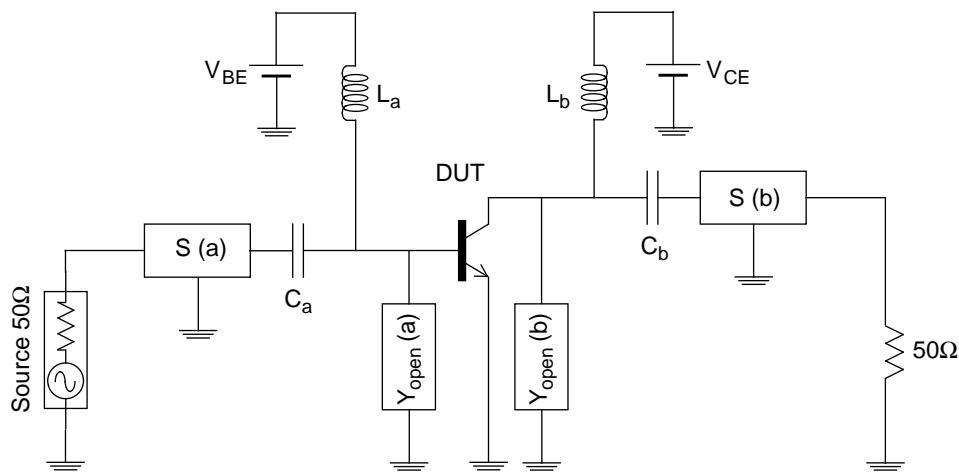 V_BE
L_a
L_b
V_CE
DUT
S (a)
C_a
C_b
S (b)
Source 50Ω
Y_open (a)
Y_open (b)
50Ω